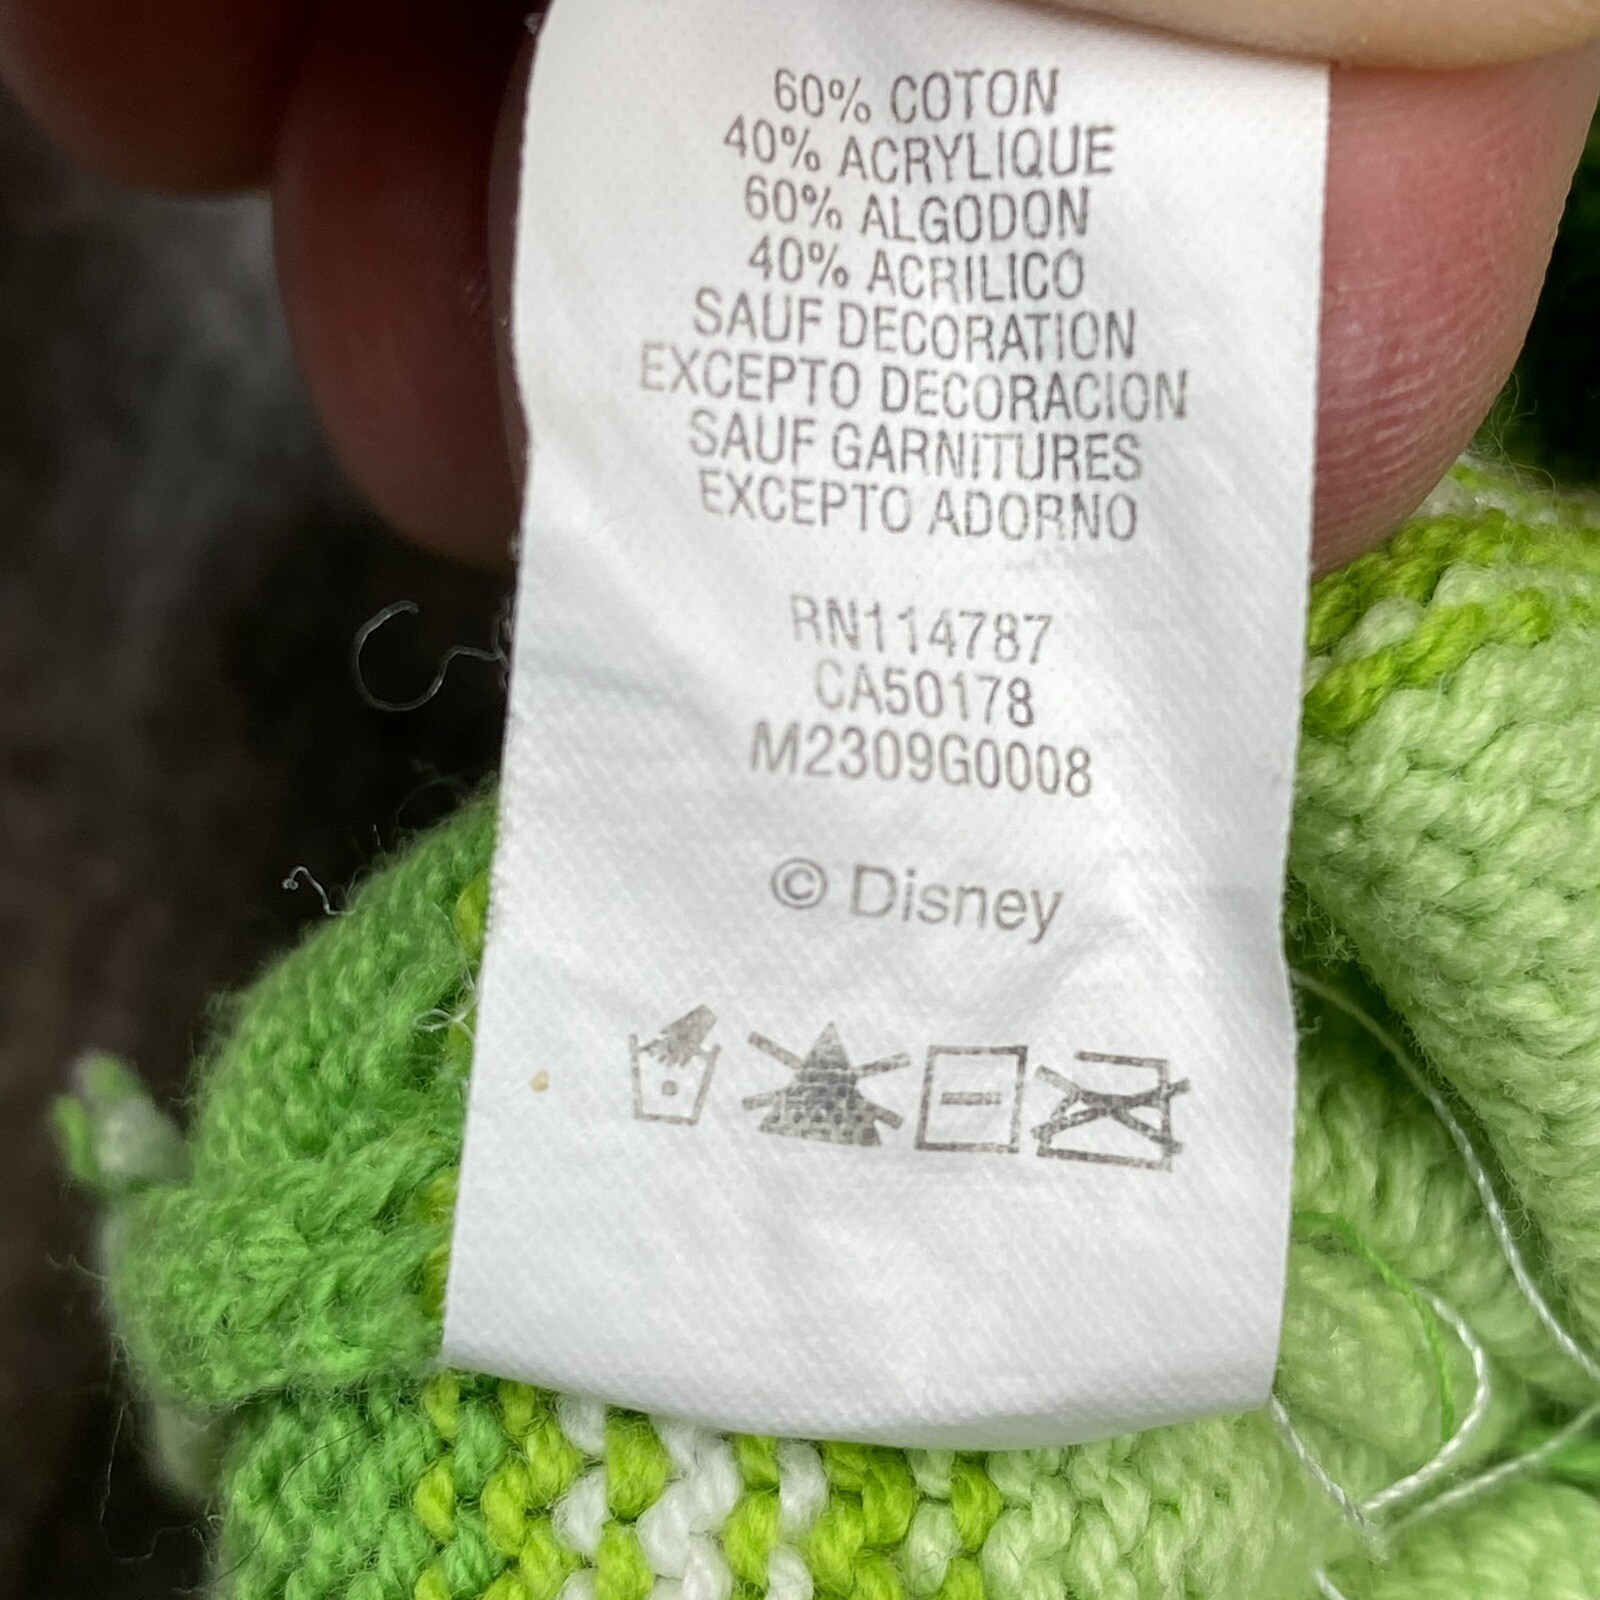 60% COTON
40% ACRYLIQUE
60% ALGODON
40% ACRILICO
SAUF DECORATION
EXCEPTO DECORACION
SAUF GARNITURES
EXCEPTO ADORNO
RN114787
CA50178
M2309G0008
© Disney